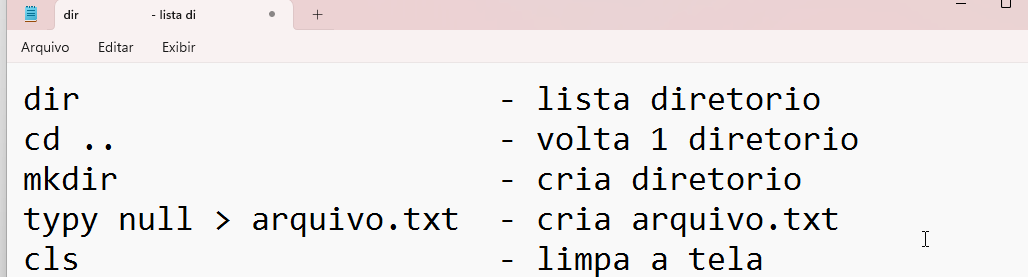 dir - lista di
Arquivo Editar Exibir
dir - lista diretorio
cd .. - volta 1 diretorio
mkdir - cria diretorio
typy null > arquivo.txt - cria arquivo.txt
cls - limpa a tela